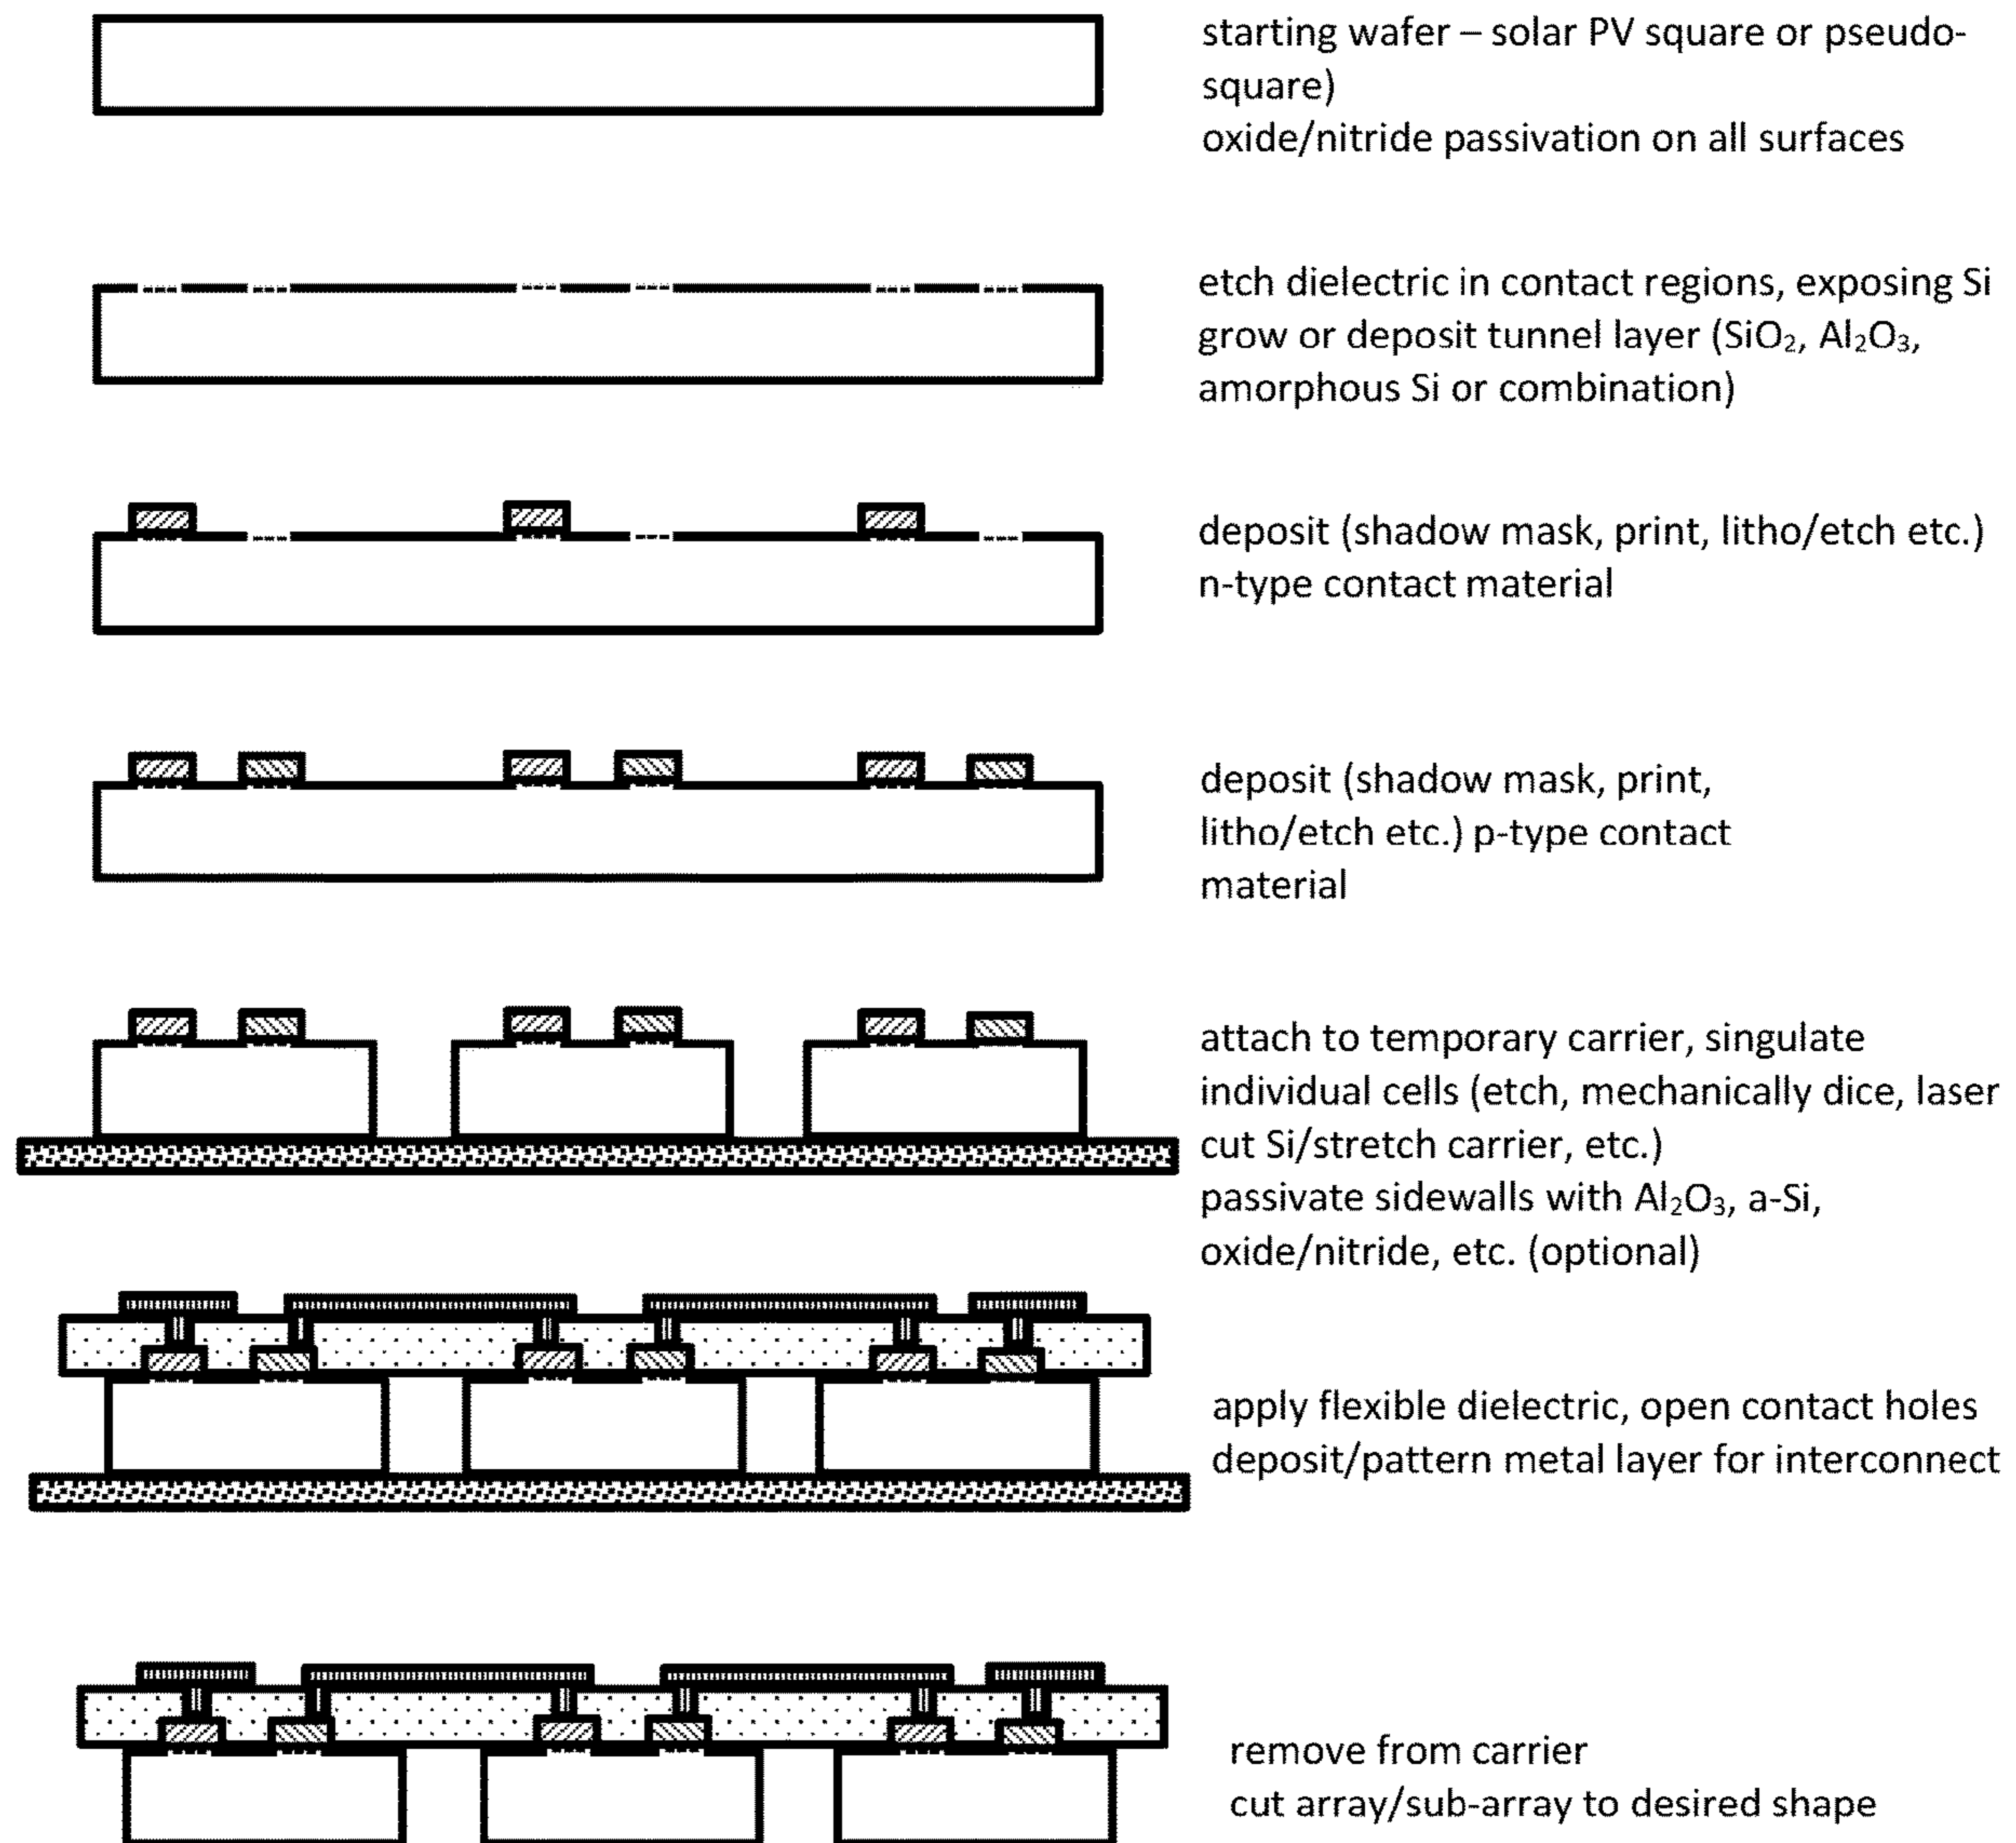 starting wafer – solar PV square or pseudo-
square)
oxide/nitride passivation on all surfaces
etch dielectric in contact regions, exposing Si
grow or deposit tunnel layer (SiO₂, Al₂O₃,
amorphous Si or combination)
deposit (shadow mask, print, litho/etch etc.)
n-type contact material
deposit (shadow mask, print,
litho/etch etc.) p-type contact
material
attach to temporary carrier, singulate
individual cells (etch, mechanically dice, laser
cut Si/stretch carrier, etc.)
passivate sidewalls with Al₂O₃, a-Si,
oxide/nitride, etc. (optional)
apply flexible dielectric, open contact holes
deposit/pattern metal layer for interconnect
remove from carrier
cut array/sub-array to desired shape